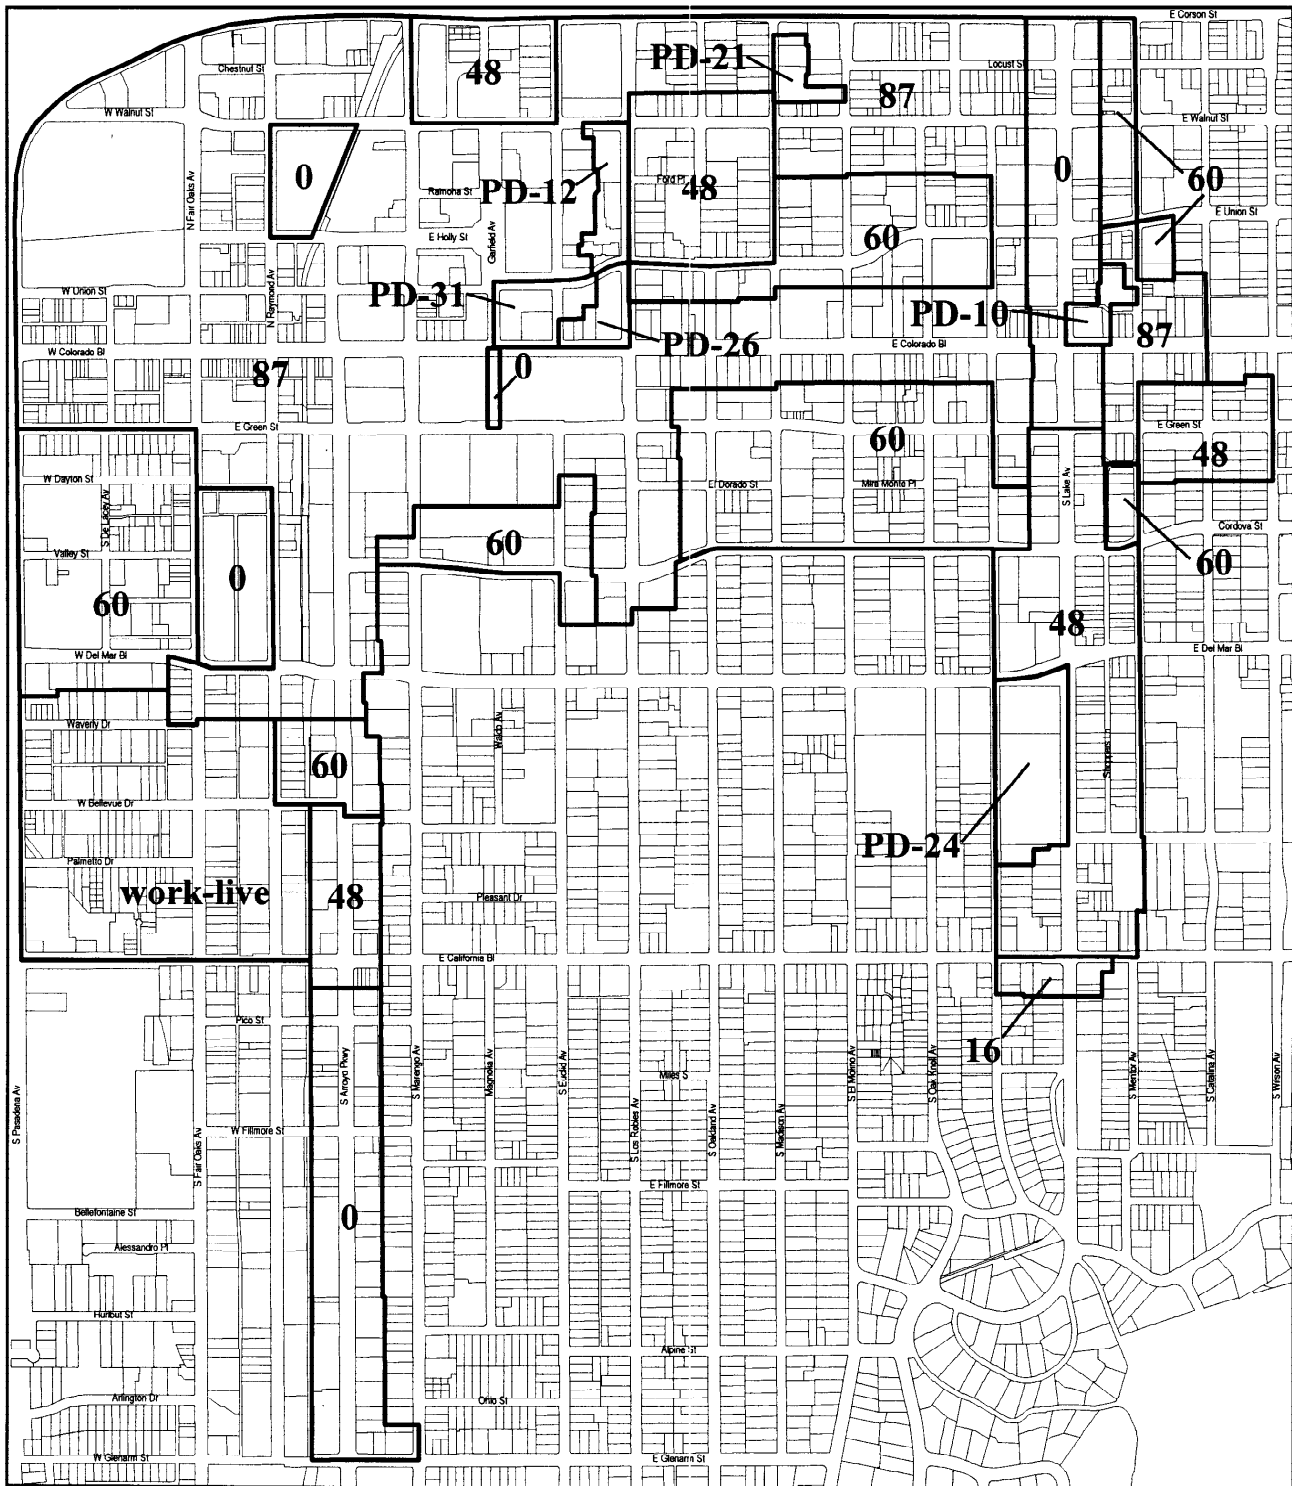 E Corson St
PD-21
Locust St
48
Chestnut St
87
W Walnut St
E Walnut St
0
PD-12
Ramona St
Ford Pl
48
0
60
N Fair Oaks Av
E Union St
E Holly St
Garfield Av
60
W Union St
PD-31
N Raymond Av
PD-10
PD-26
87
W Colorado Bl
E Colorado Bl
87
0
E Green St
E Green St
60
48
W Dayton St
El Dorado St
Mira Monte Pl
S Lake Av
S De Lacey Av
Cordova St
Valley St
60
60
0
60
48
W Del Mar Bl
E Del Mar Bl
Waverly Dr
Waldo Av
Shoppers Ln
60
W Bellevue Dr
PD-24
Palmetto Dr
work-live
48
Pleasant Dr
E California Bl
Pico St
16
S Pasadena Av
S Arroyo Pkwy
S Marengo Av
Magnolia Av
S Euclid Av
Miles S
S El Molino Av
S Oak Knoll Av
S Mentor Av
S Catalina Av
S Wilson Av
S Los Robles Av
S Oakland Av
S Madison Av
W Fillmore St
S Fair Oaks Av
E Fillmore St
0
Bellefontaine St
Alessandro Pl
Hurlbut St
Alpine St
Arlington Dr
Ohio St
W Glenarm St
E Glenarm St